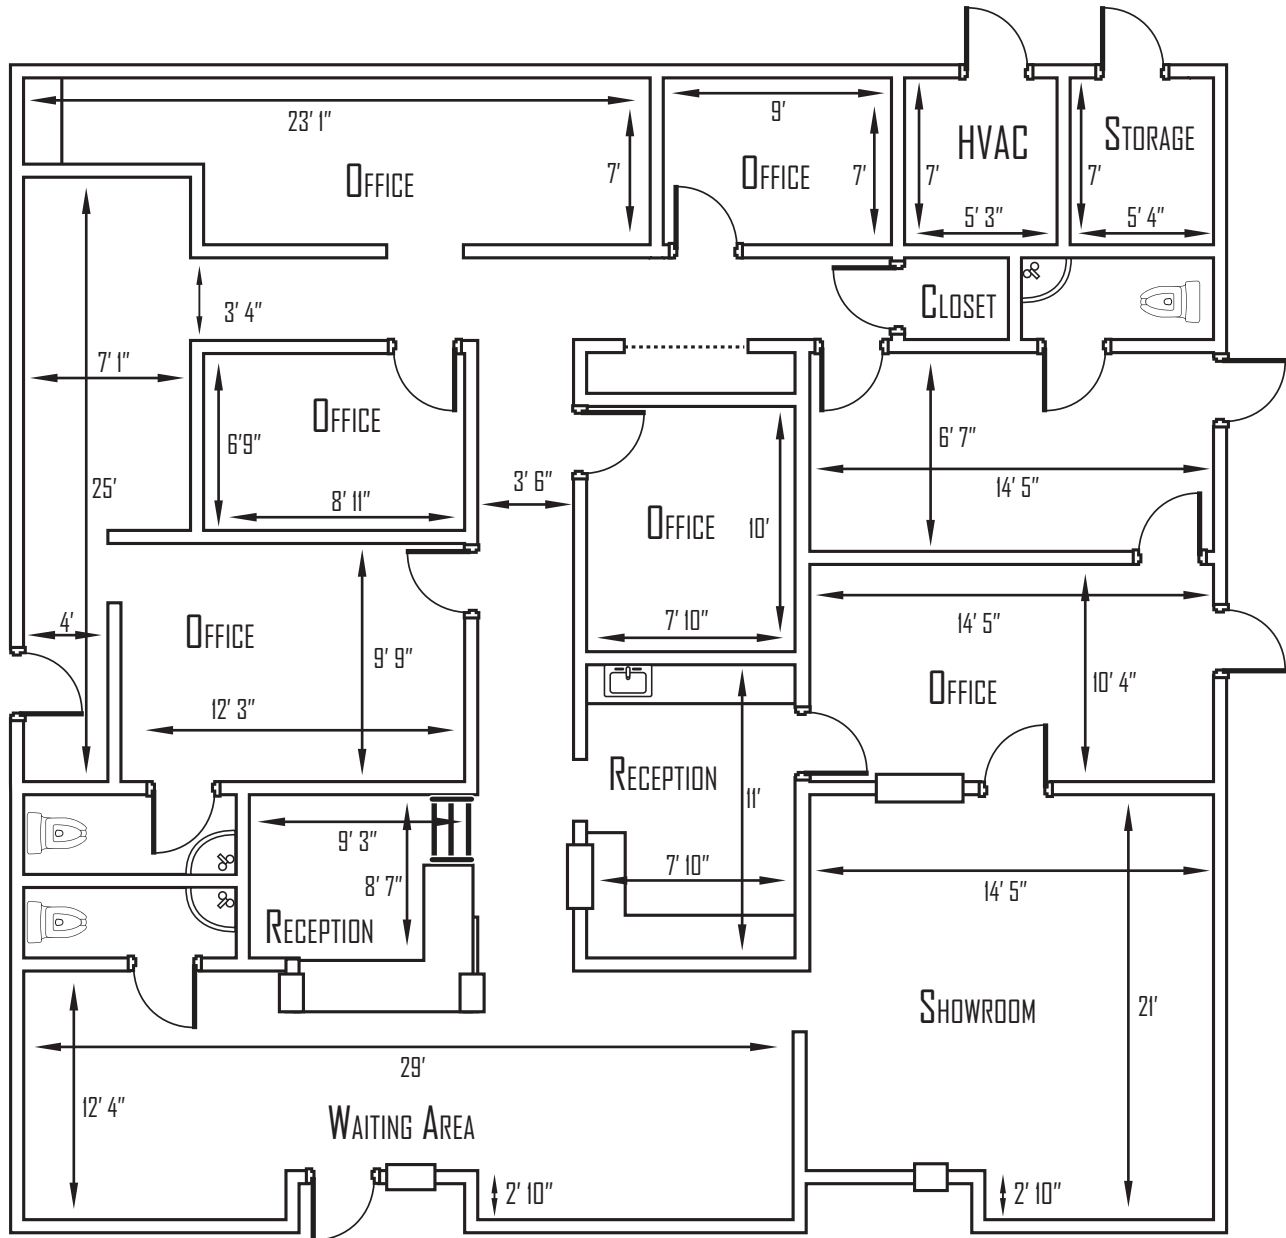 23' 1"
9'
HVAC
STORAGE
OFFICE
7'
OFFICE
7'
7'
7'
5' 3"
5' 4"
3' 4"
CLOSET
7' 1"
OFFICE
6'9"
8' 11"
25'
3' 6"
6' 7"
14' 5"
OFFICE
10'
7' 10"
4'
OFFICE
9' 9"
12' 3"
14' 5"
OFFICE
10' 4"
RECEPTION
11'
7' 10"
9' 3"
8' 7"
RECEPTION
14' 5"
SHOWROOM
21'
29'
12' 4"
WAITING AREA
2' 10"
2' 10"